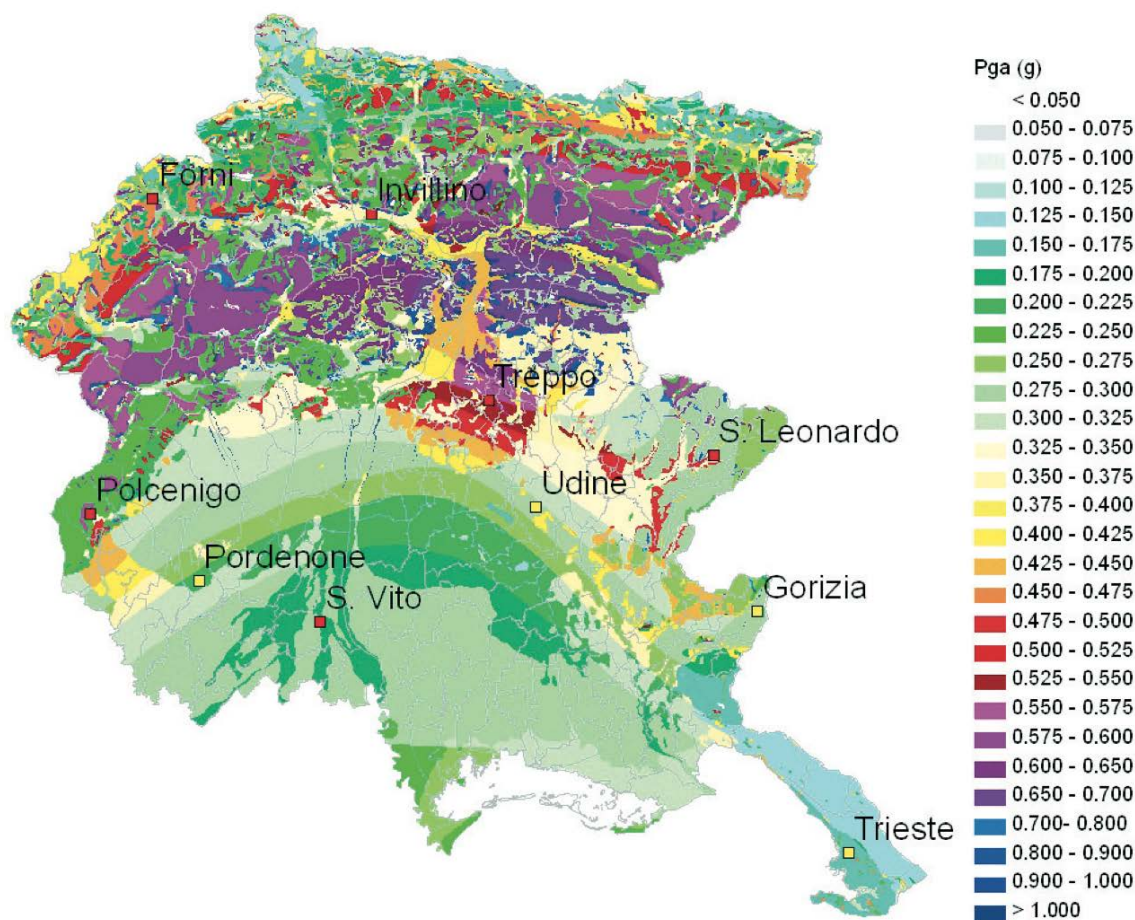 Pga (g)
< 0.050
0.050 - 0.075
0.075 - 0.100
0.100 - 0.125
0.125 - 0.150
0.150 - 0.175
0.175 - 0.200
0.200 - 0.225
0.225 - 0.250
0.250 - 0.275
0.275 - 0.300
0.300 - 0.325
0.325 - 0.350
0.350 - 0.375
0.375 - 0.400
0.400 - 0.425
0.425 - 0.450
0.450 - 0.475
0.475 - 0.500
0.500 - 0.525
0.525 - 0.550
0.550 - 0.575
0.575 - 0.600
0.600 - 0.650
0.650 - 0.700
0.700- 0.800
0.800 - 0.900
0.900 - 1.000
> 1.000
Forni
Invillino
Treppo
S. Leonardo
Polcenigo
Udine
Pordenone
S. Vito
Gorizia
Trieste